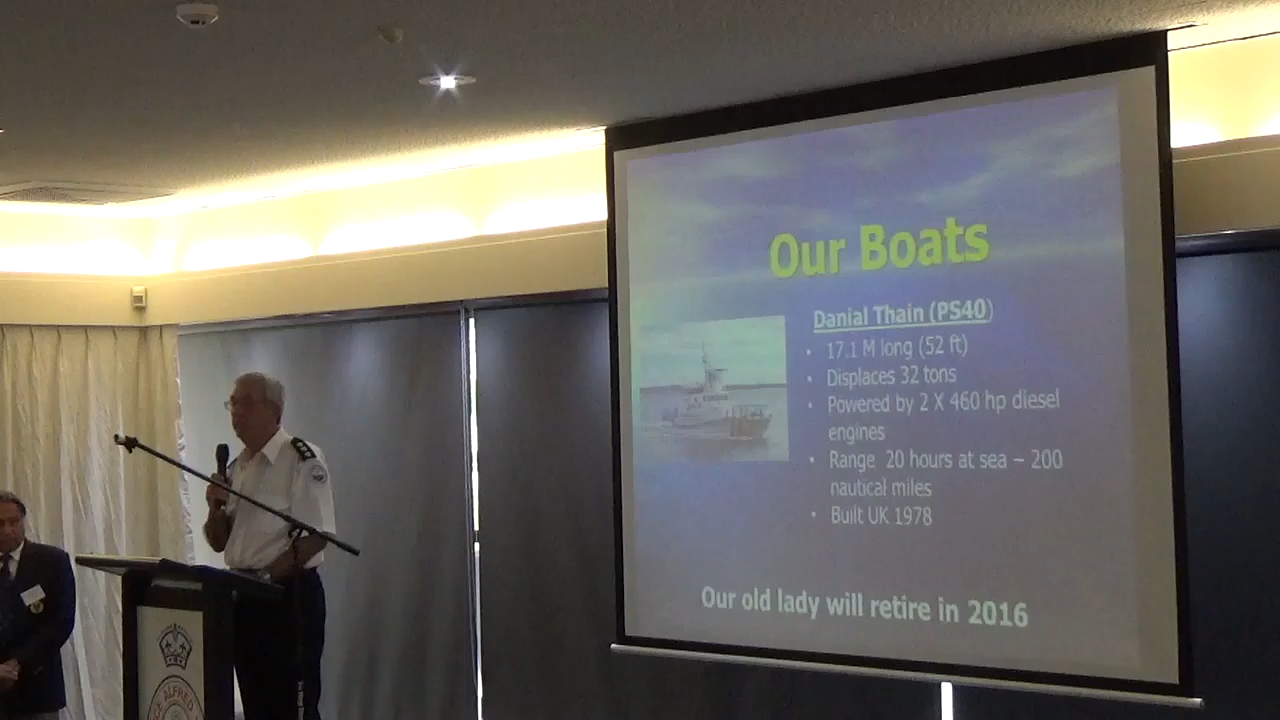 Our Boats
Danial Thain (PS40)
• 17.1 M long (52 ft)
• Displaces 32 tons
• Powered by 2 X 460 hp diesel
engines
• Range 20 hours at sea – 200
nautical miles
• Built UK 1978
Our old lady will retire in 2016
ALFRED